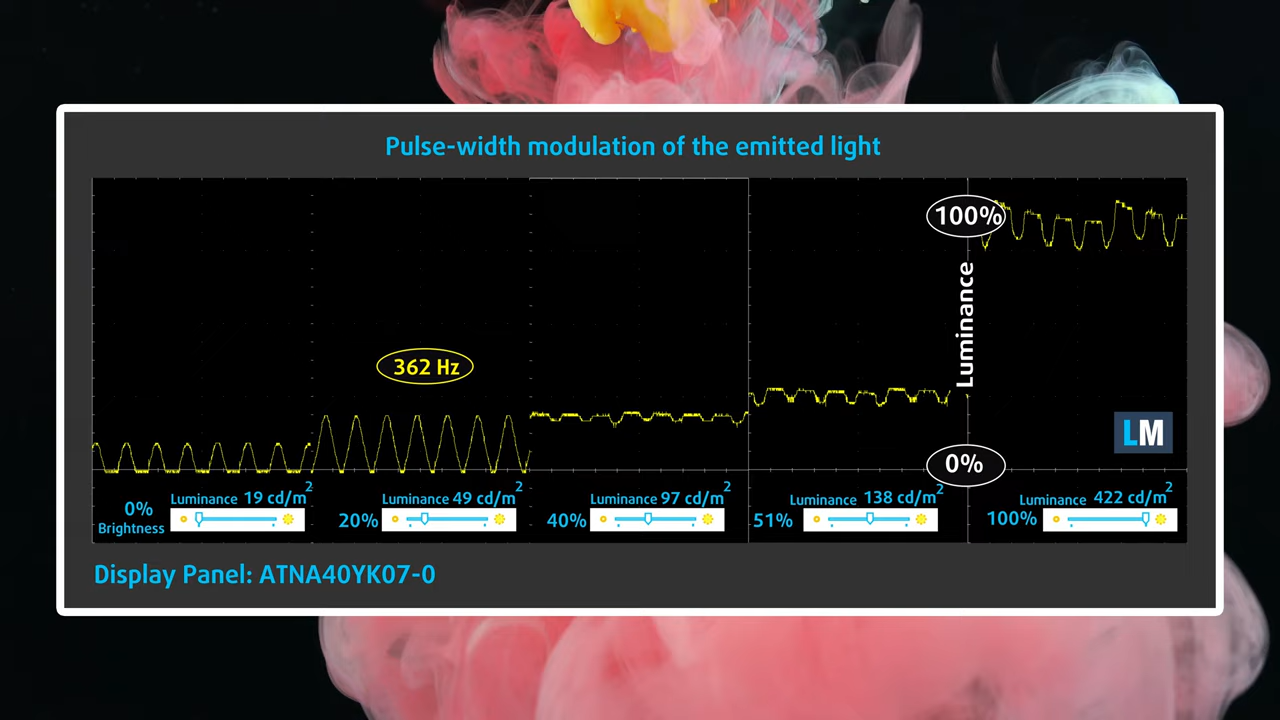 Pulse-width modulation of the emitted light
100%
Luminance
362 Hz
LM
0%
0%
Brightness
Luminance 19 cd/m2
20%
Luminance 49 cd/m2
40%
Luminance 97 cd/m2
51%
Luminance 138 cd/m2
100%
Luminance 422 cd/m2
Display Panel: ATNA40YK07-0